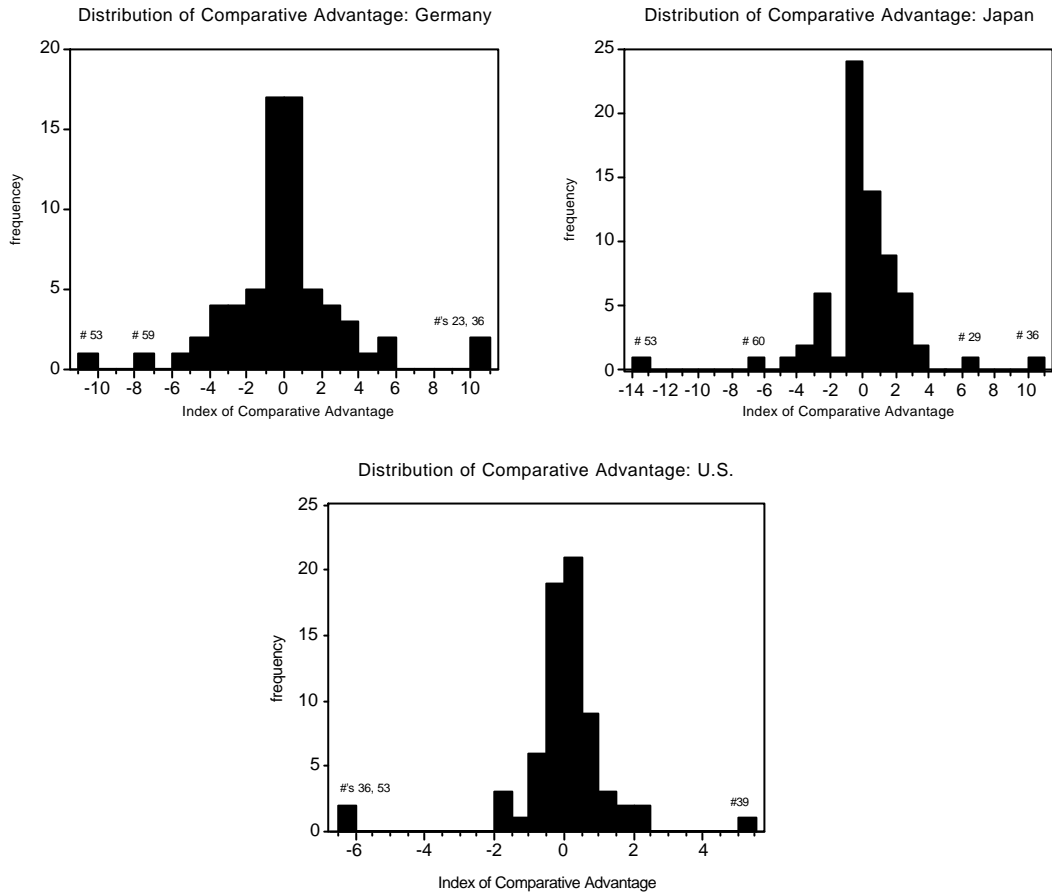 Distribution of Comparative Advantage: Germany
20
15
10
5
0
frequencey
# 53
# 59
#'s 23, 36
-10 -8 -6 -4 -2 0 2 4 6 8 10
Index of Comparative Advantage
Distribution of Comparative Advantage: Japan
25
20
15
10
5
0
frequency
# 53
# 60
# 29
# 36
-14 -12 -10 -8 -6 -4 -2 0 2 4 6 8 10
Index of Comparative Advantage
Distribution of Comparative Advantage: U.S.
25
20
15
10
5
0
frequency
#'s 36, 53
#39
-6 -4 -2 0 2 4
Index of Comparative Advantage